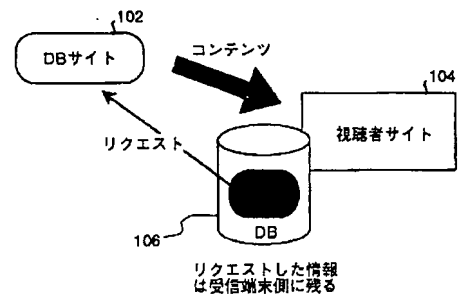 102
DBサイト
コンテンツ
104
視聴者サイト
リクエスト
DB
106
リクエストした情報
は受信端末側に残る